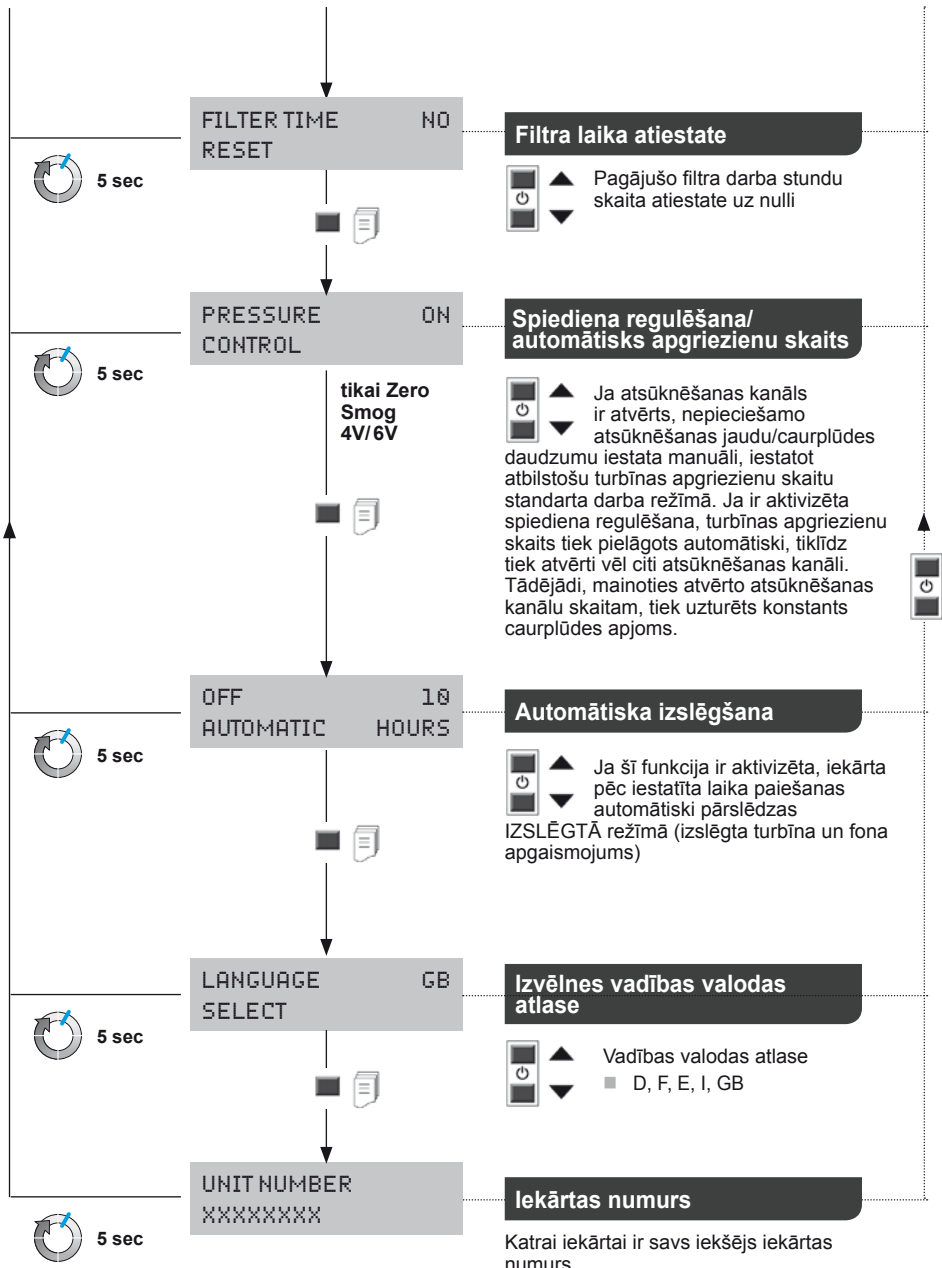 FILTER TIME NO
RESET
5 sec
Filtra laika atiestate
Pagājušo filtra darba stundu
skaita atiestate uz nulli
PRESSURE ON
CONTROL
5 sec
tikai Zero
Smog
4V/6V
Spiediena regulēšana/
automātisks apgriezienu skaits
Ja atsūknēšanas kanāls
ir atvērts, nepieciešamo
atsūknēšanas jaudu/caurplūdes
daudzumu iestata manuāli, iestatot
atbilstošu turbīnas apgriezienu skaitu
standarta darba režīmā. Ja ir aktivizēta
spiediena regulēšana, turbīnas apgriezienu
skaits tiek pielāgots automātiski, tiklīdz
tiek atvērti vēl citi atsūknēšanas kanāli.
Tādējādi, mainoties atvērto atsūknēšanas
kanālu skaitam, tiek uzturēts konstants
caurplūdes apjoms.
OFF 10
AUTOMATIC HOURS
5 sec
Automātiska izslēgšana
Ja šī funkcija ir aktivizēta, iekārta
pēc iestatīta laika paiešanas
automātiski pārslēdzas
IZSLĒGTĀ režīmā (izslēgta turbīna un fona
apgaismojums)
LANGUAGE GB
SELECT
5 sec
Izvēlnes vadības valodas
atlase
Vadības valodas atlase
D, F, E, I, GB
UNIT NUMBER
XXXXXXXX
5 sec
Iekārtas numurs
Katrai iekārtai ir savs iekšējs iekārtas
numurs